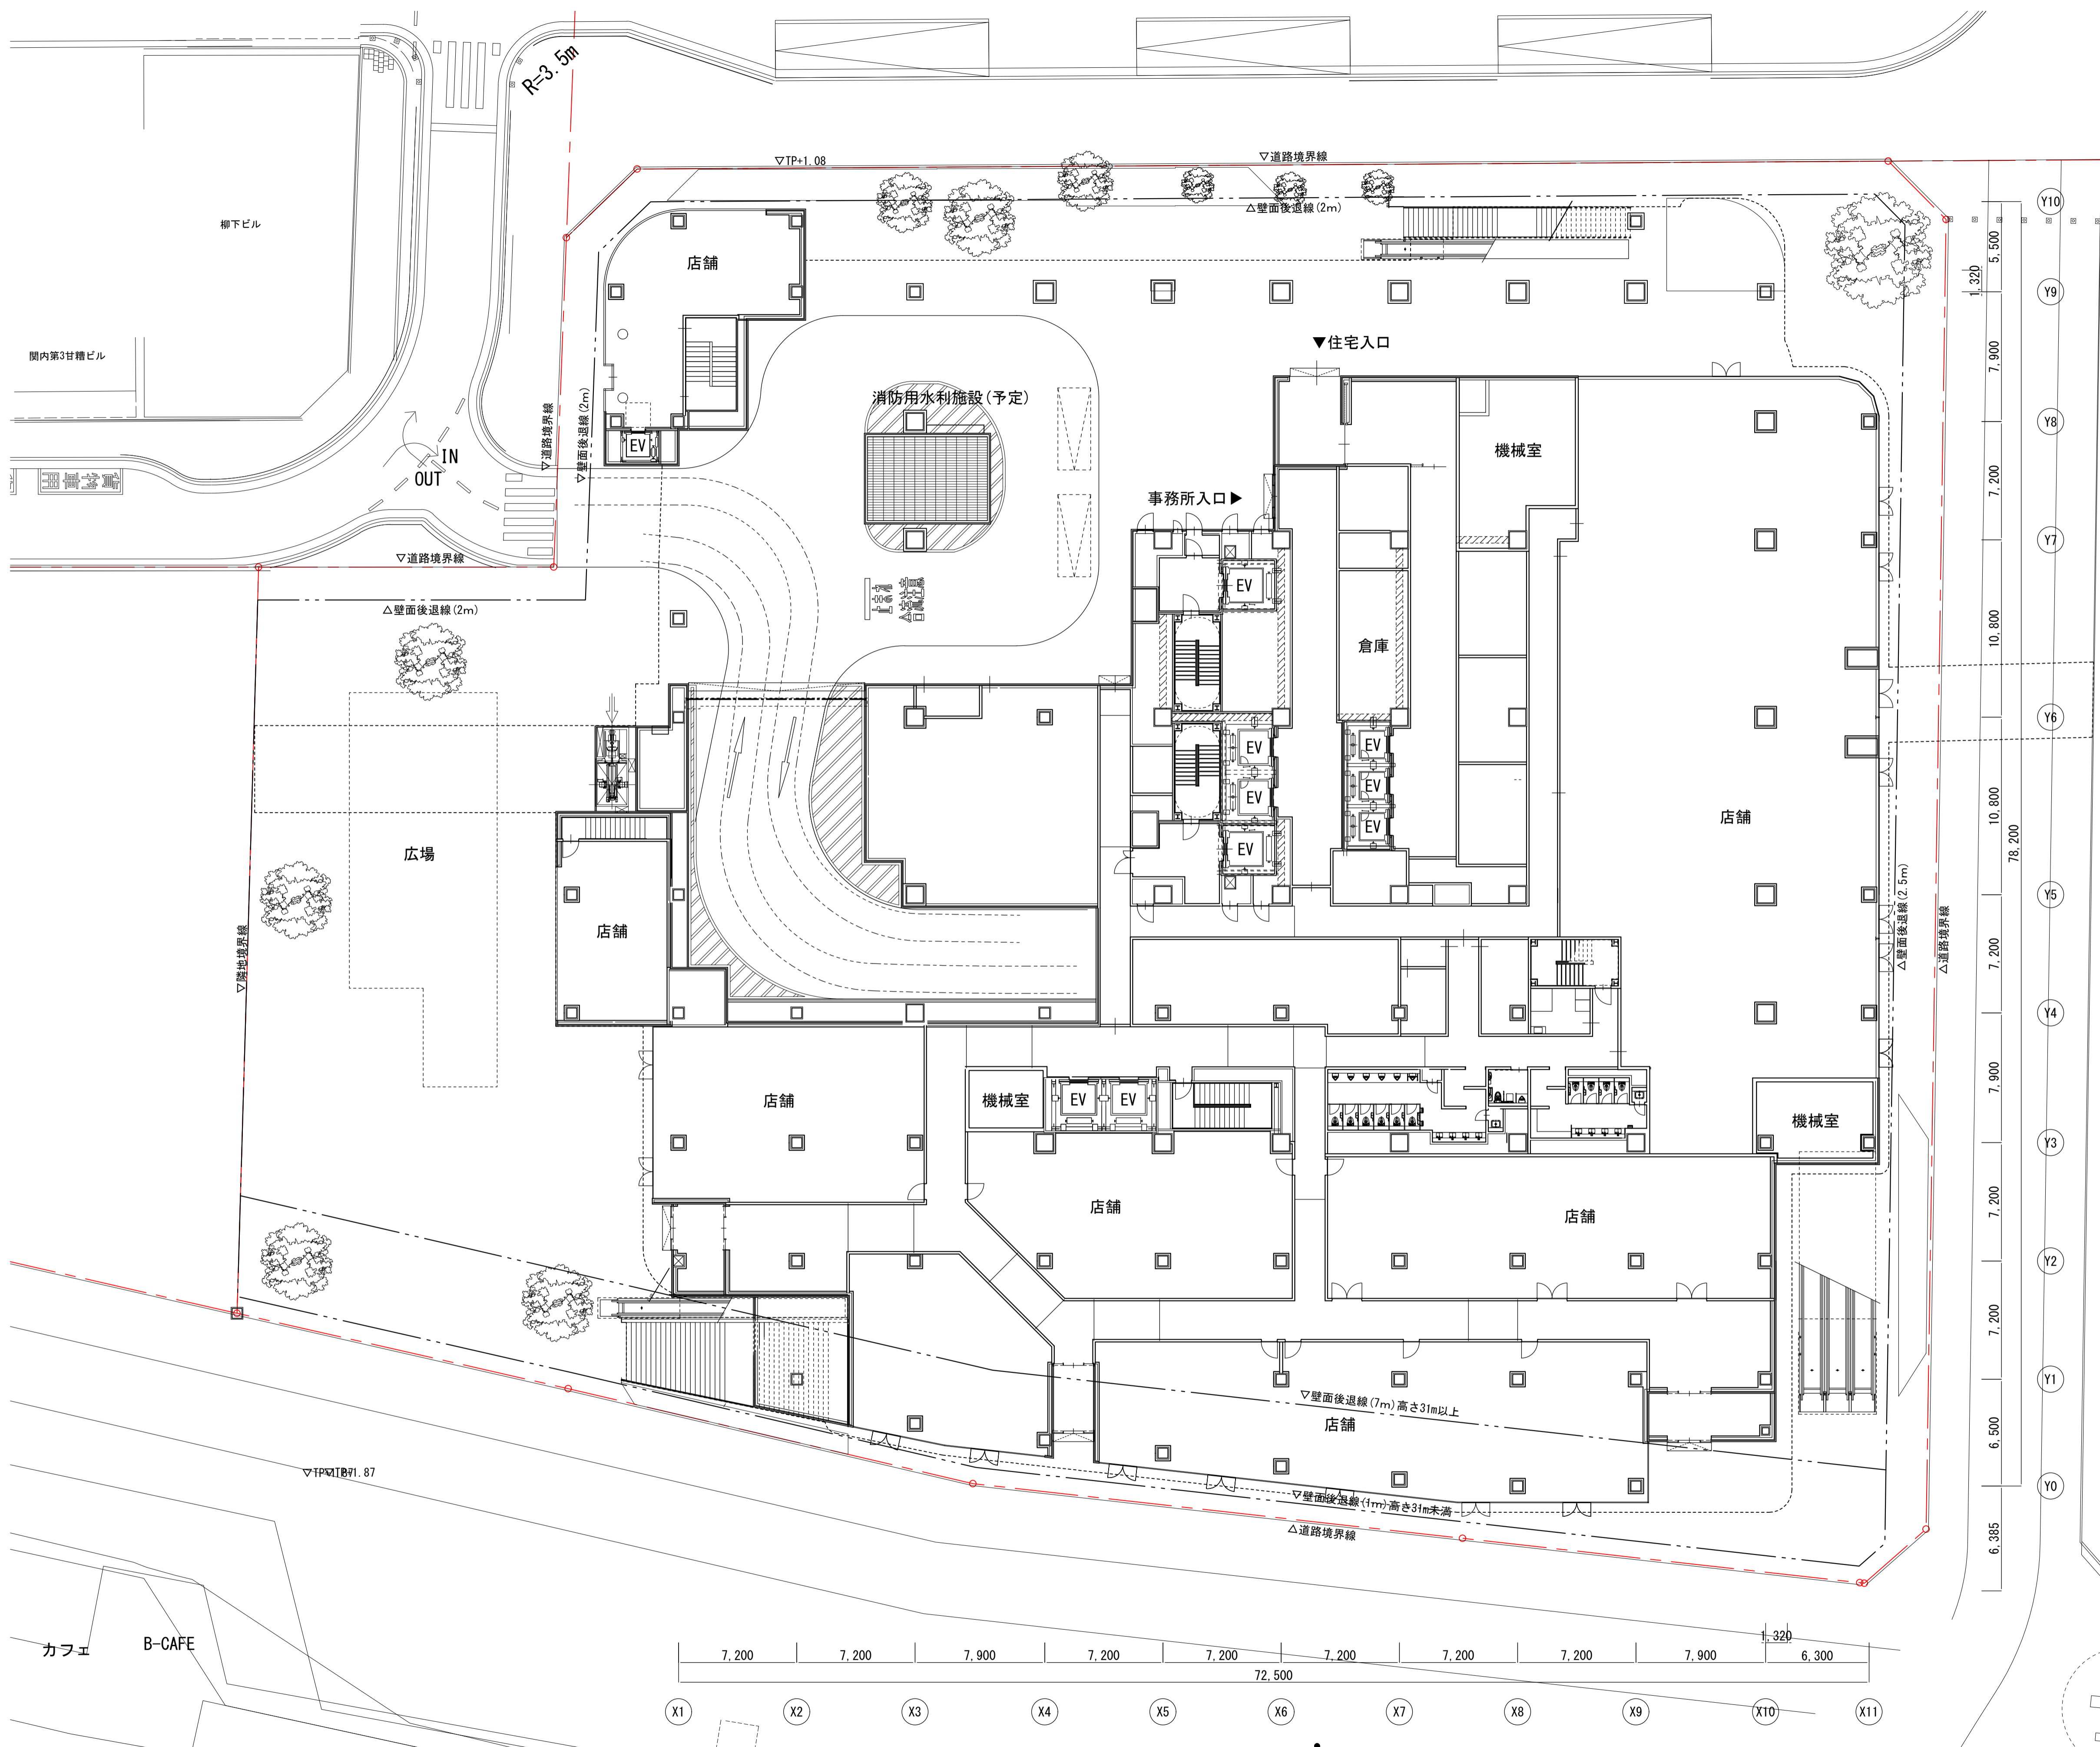 R=3.5m
▽TP+1.08
▽道路境界線
柳下ビル
△壁面後退線(2m)
Y10
5,500
店舗
1,320
Y9
関内第3甘糟ビル
▼住宅入口
7,900
消防用水利施設(予定)
▽道路境界線
▽壁面後退線(2m)
Y8
EV
IN
OUT
機械室
7,200
事務所入口▶
Y7
▽道路境界線
止まれ
合流注意
EV
△壁面後退線(2m)
10,800
倉庫
Y6
EV
EV
EV
EV
EV
EV
店舗
10,800
78,200
広場
Y5
店舗
▽隣地境界線
△壁面後退線(2.5m)
△道路境界線
7,200
Y4
店舗
機械室
EV
EV
7,900
機械室
Y3
店舗
店舗
7,200
Y2
7,200
Y1
▽壁面後退線(7m)高さ31m以上
店舗
6,500
▽TP+1.87
Y0
▽壁面後退線(1m)高さ31m未満
△道路境界線
6,385
カフェ
B-CAFE
1,320
7,200
7,200
7,900
7,200
7,200
7,200
7,200
7,200
7,900
6,300
72,500
X1
X2
X3
X4
X5
X6
X7
X8
X9
X10
X11